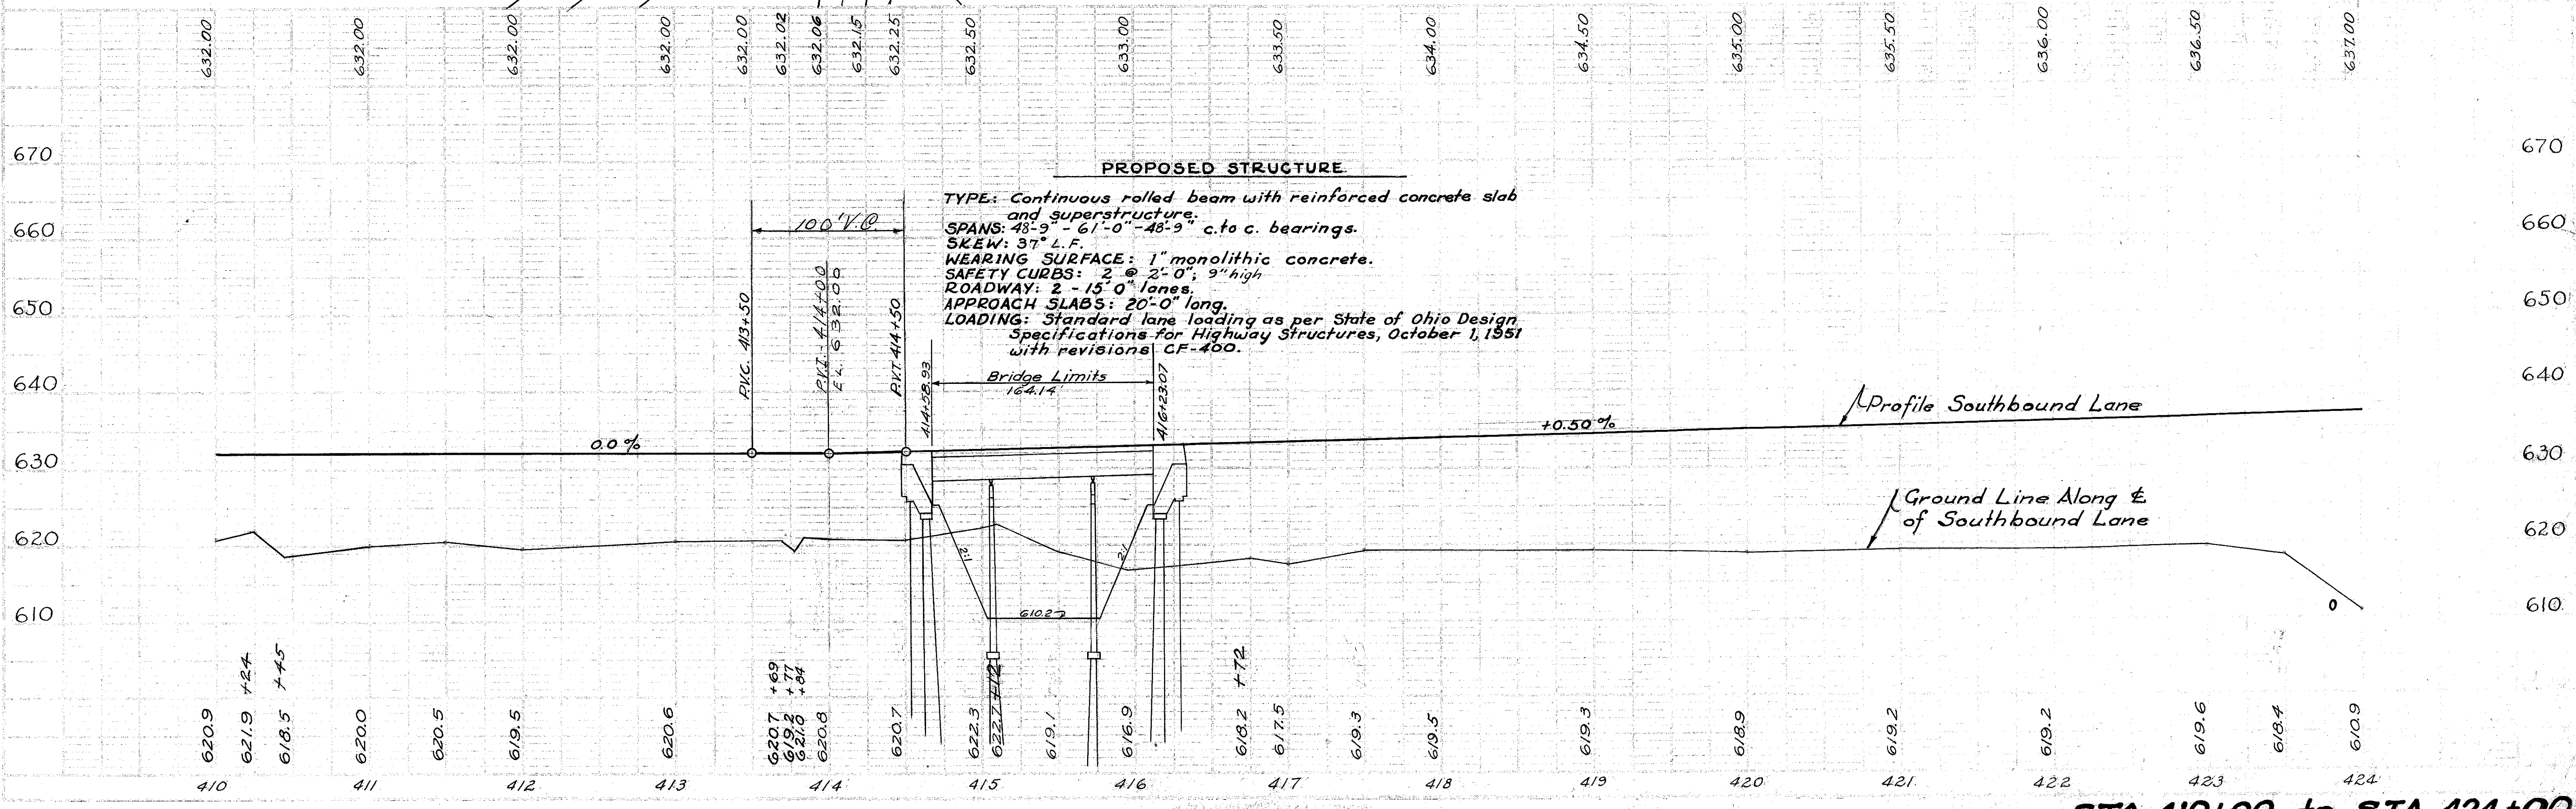 632.00 632.00 632.00 632.00 632.00 632.02 632.06 632.15 632.25 632.50 633.00 633.50 634.00 634.50 635.00 635.50 636.00 636.50 637.00
670 670
PROPOSED STRUCTURE
TYPE: Continuous rolled beam with reinforced concrete slab
and superstructure.
660 100' V.C. 660
SPANS: 48'-9" - 61'-0" - 48'-9" c. to c. bearings.
SKEW: 37° L.F.
WEARING SURFACE: 1" monolithic concrete.
SAFETY CURBS: 2 @ 2'-0"; 9" high
ROADWAY: 2 - 15'0" lanes.
APPROACH SLABS: 20'-0" long.
650 650
LOADING: Standard lane loading as per State of Ohio Design
Specifications for Highway Structures, October 1, 1951
with revisions CF-400.
P.V.C. 413+50
P.V.I. 414+00
EL. 632.00
P.V.T. 414+50
414+58.93
Bridge Limits
164.14'
416+23.07
640 640
Profile Southbound Lane
0.0 %
+0.50 %
630 630
Ground Line Along ℄
of Southbound Lane
620 620
2:1
2:1
610.2
610 610
0
+24 +45 +69 +77 +84 +12 +72
620.9 621.9 618.5 620.0 620.5 619.5 620.6 620.7 619.2 621.0 620.8 620.7 622.3 622.7 619.1 616.9 618.2 617.5 619.3 619.5 619.3 618.9 619.2 619.2 619.6 618.4 610.9
410 411 412 413 414 415 416 417 418 419 420 421 422 423 424
STA. 410+00 to STA. 424+00